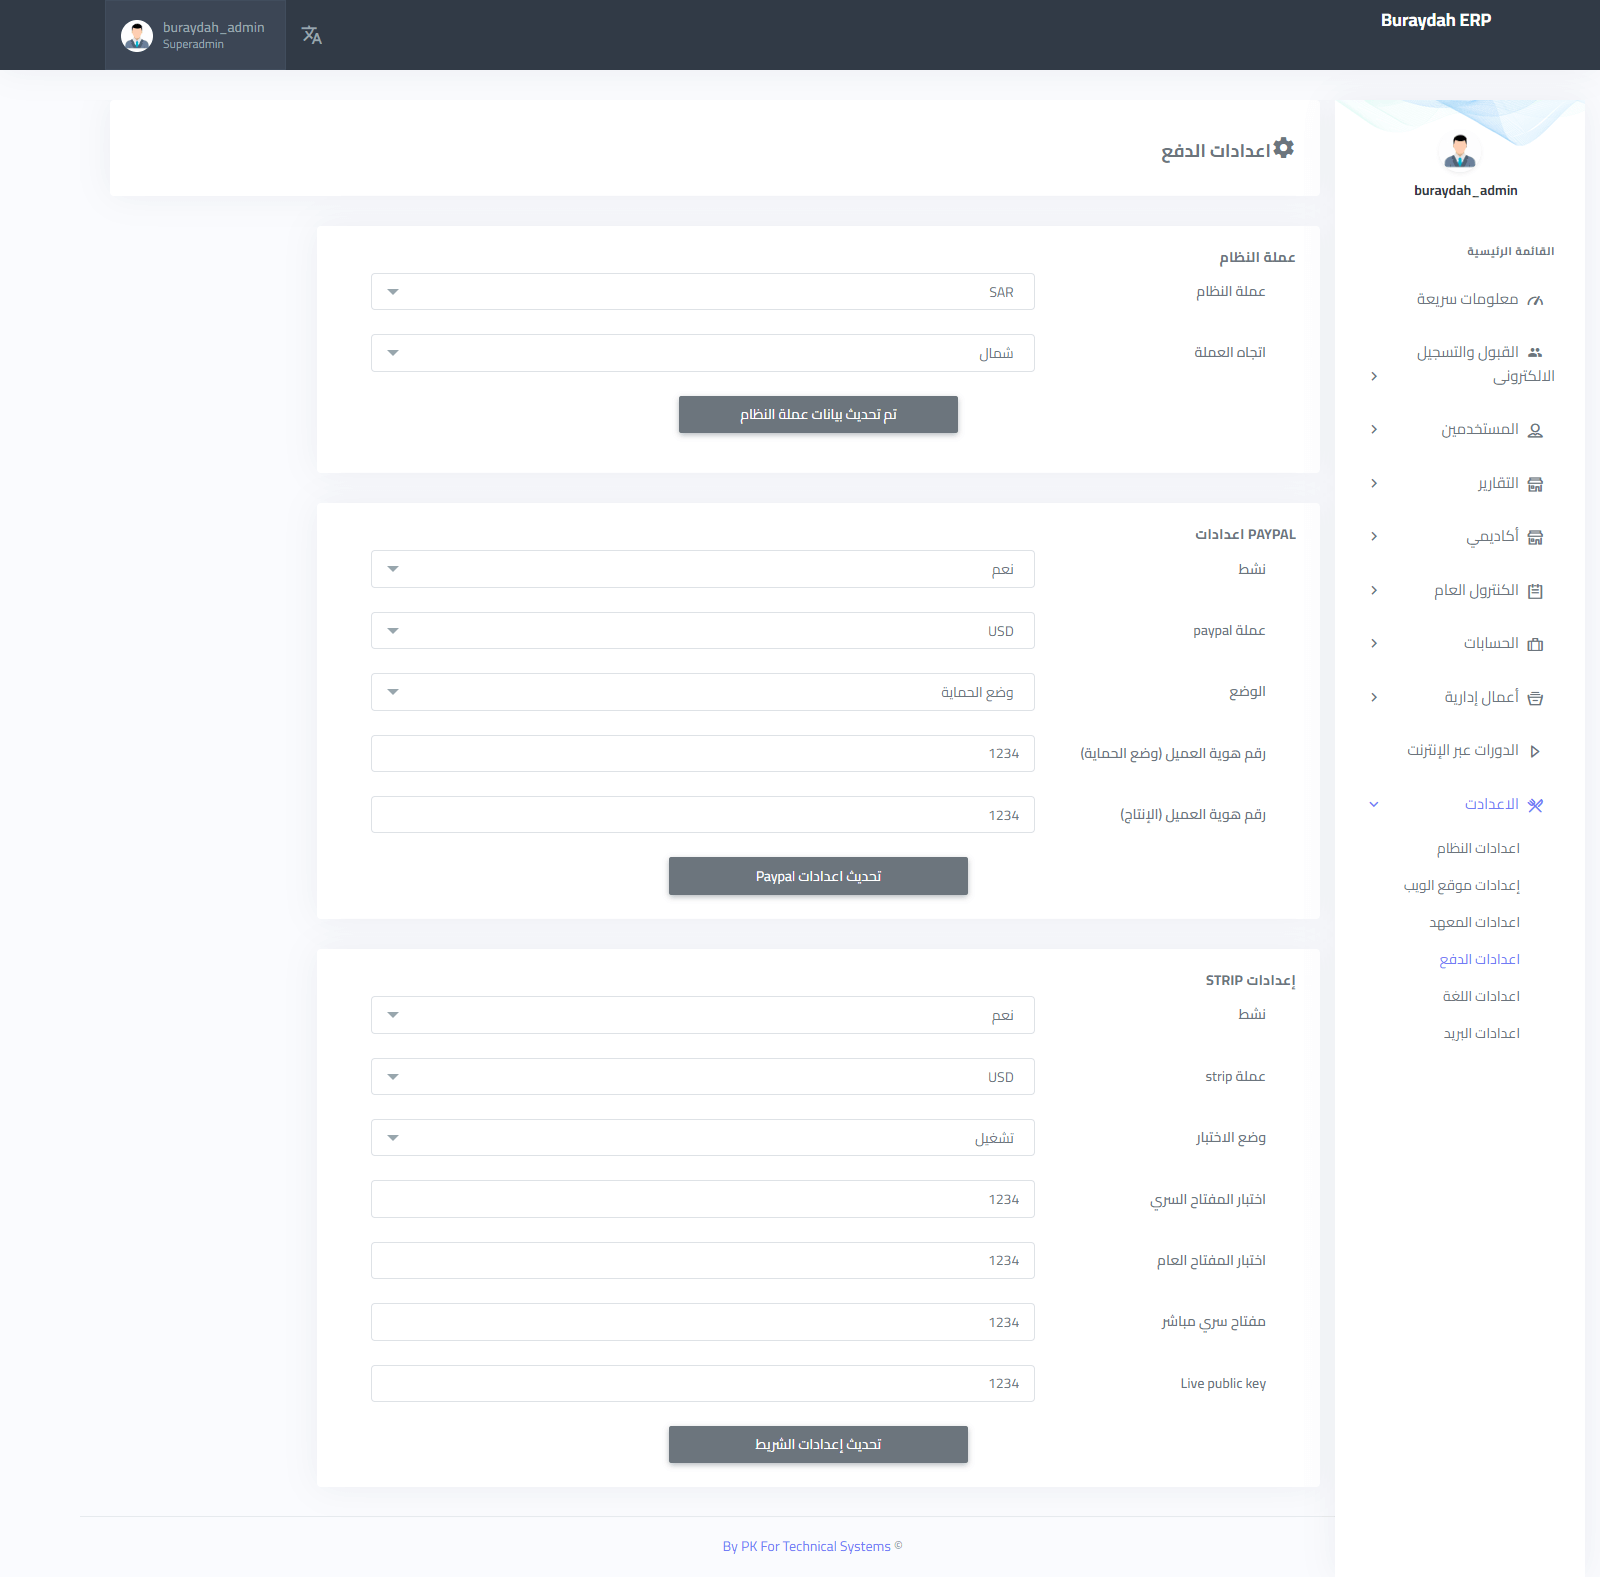 Buraydah ERP
buraydah_admin
Superadmin
buraydah_admin
القائمة الرئيسية
معلومات سريعة
القبول والتسجيل
الالكتروني
المستخدمين
التقارير
أكاديمي
الكنترول العام
الحسابات
أعمال إدارية
الدورات عبر الإنترنت
الاعدادت
اعدادات النظام
إعدادات موقع الويب
اعدادات المعهد
اعدادات الدفع
اعدادات اللغة
اعدادات البريد
اعدادات الدفع
عملة النظام
عملة النظام
SAR
اتجاه العملة
شمال
تم تحديث بيانات عملة النظام
PAYPAL اعدادات
نشط
نعم
عملة paypal
USD
الوضع
وضع الحماية
رقم هوية العميل (وضع الحماية)
1234
رقم هوية العميل (الإنتاج)
1234
تحديث اعدادات Paypal
إعدادات STRIP
نشط
نعم
عملة strip
USD
وضع الاختبار
تشغيل
اختبار المفتاح السري
1234
اختبار المفتاح العام
1234
مفتاح سري مباشر
1234
Live public key
1234
تحديث إعدادات الشريط
By PK For Technical Systems ©